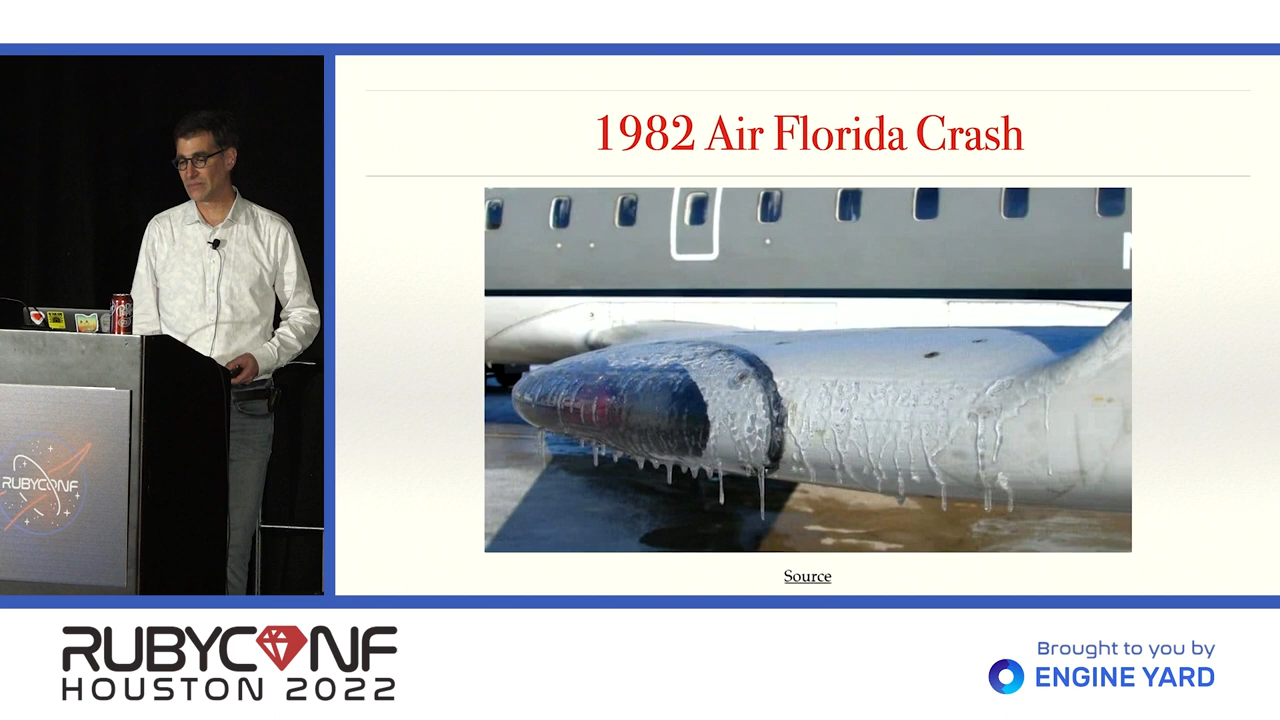 1982 Air Florida Crash
Source
RUBYCONF
RUBYCONF
HOUSTON 2022
Brought to you by
ENGINE YARD